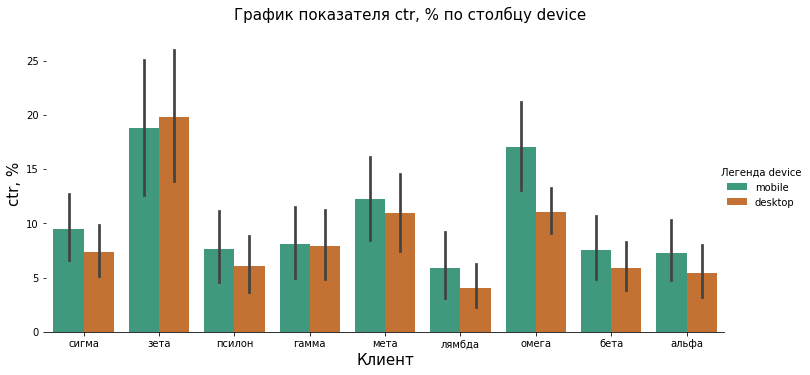 График показателя ctr, % по столбцу device
ctr, %
25
20
15
10
5
0
сигма зета псилон гамма мета лямбда омега бета альфа
Клиент
Легенда device
mobile
desktop